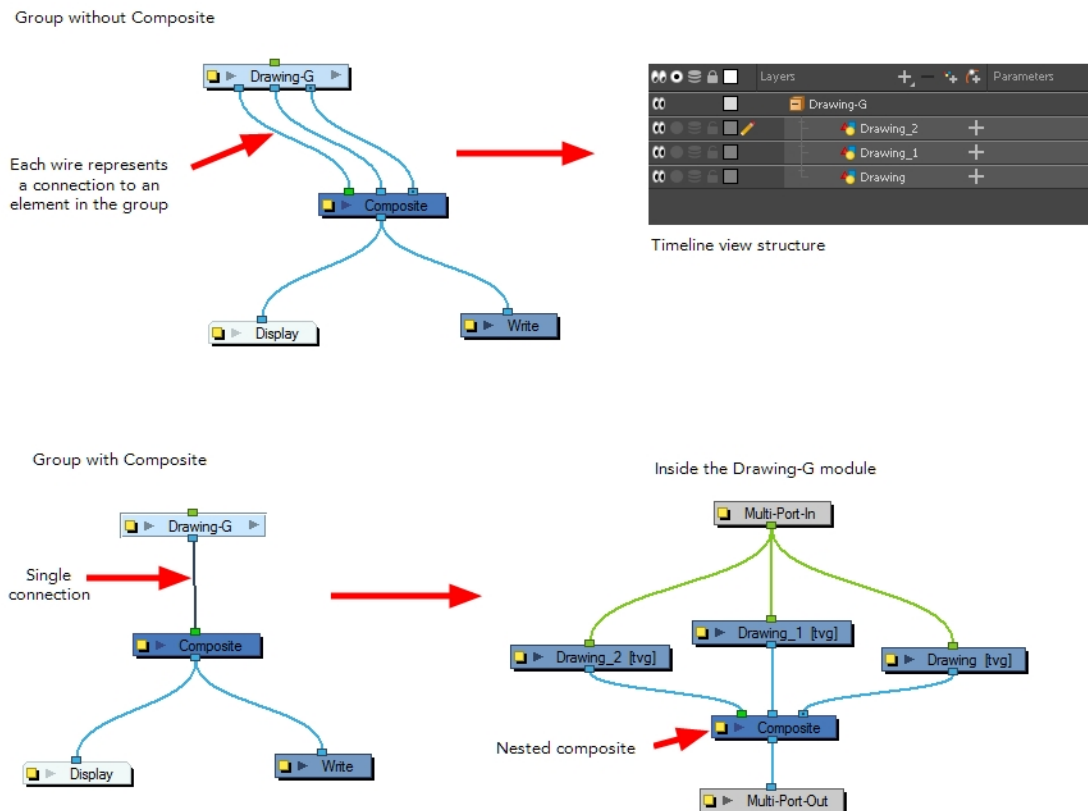 Group without Composite
Drawing-G
Each wire represents
a connection to an
element in the group
Composite
Display
Write
Layers
Parameters
Drawing-G
Drawing_2
Drawing_1
Drawing
Timeline view structure
Group with Composite
Drawing-G
Single
connection
Composite
Display
Write
Inside the Drawing-G module
Multi-Port-In
Drawing_2 [tvg]
Drawing_1 [tvg]
Drawing [tvg]
Composite
Nested composite
Multi-Port-Out